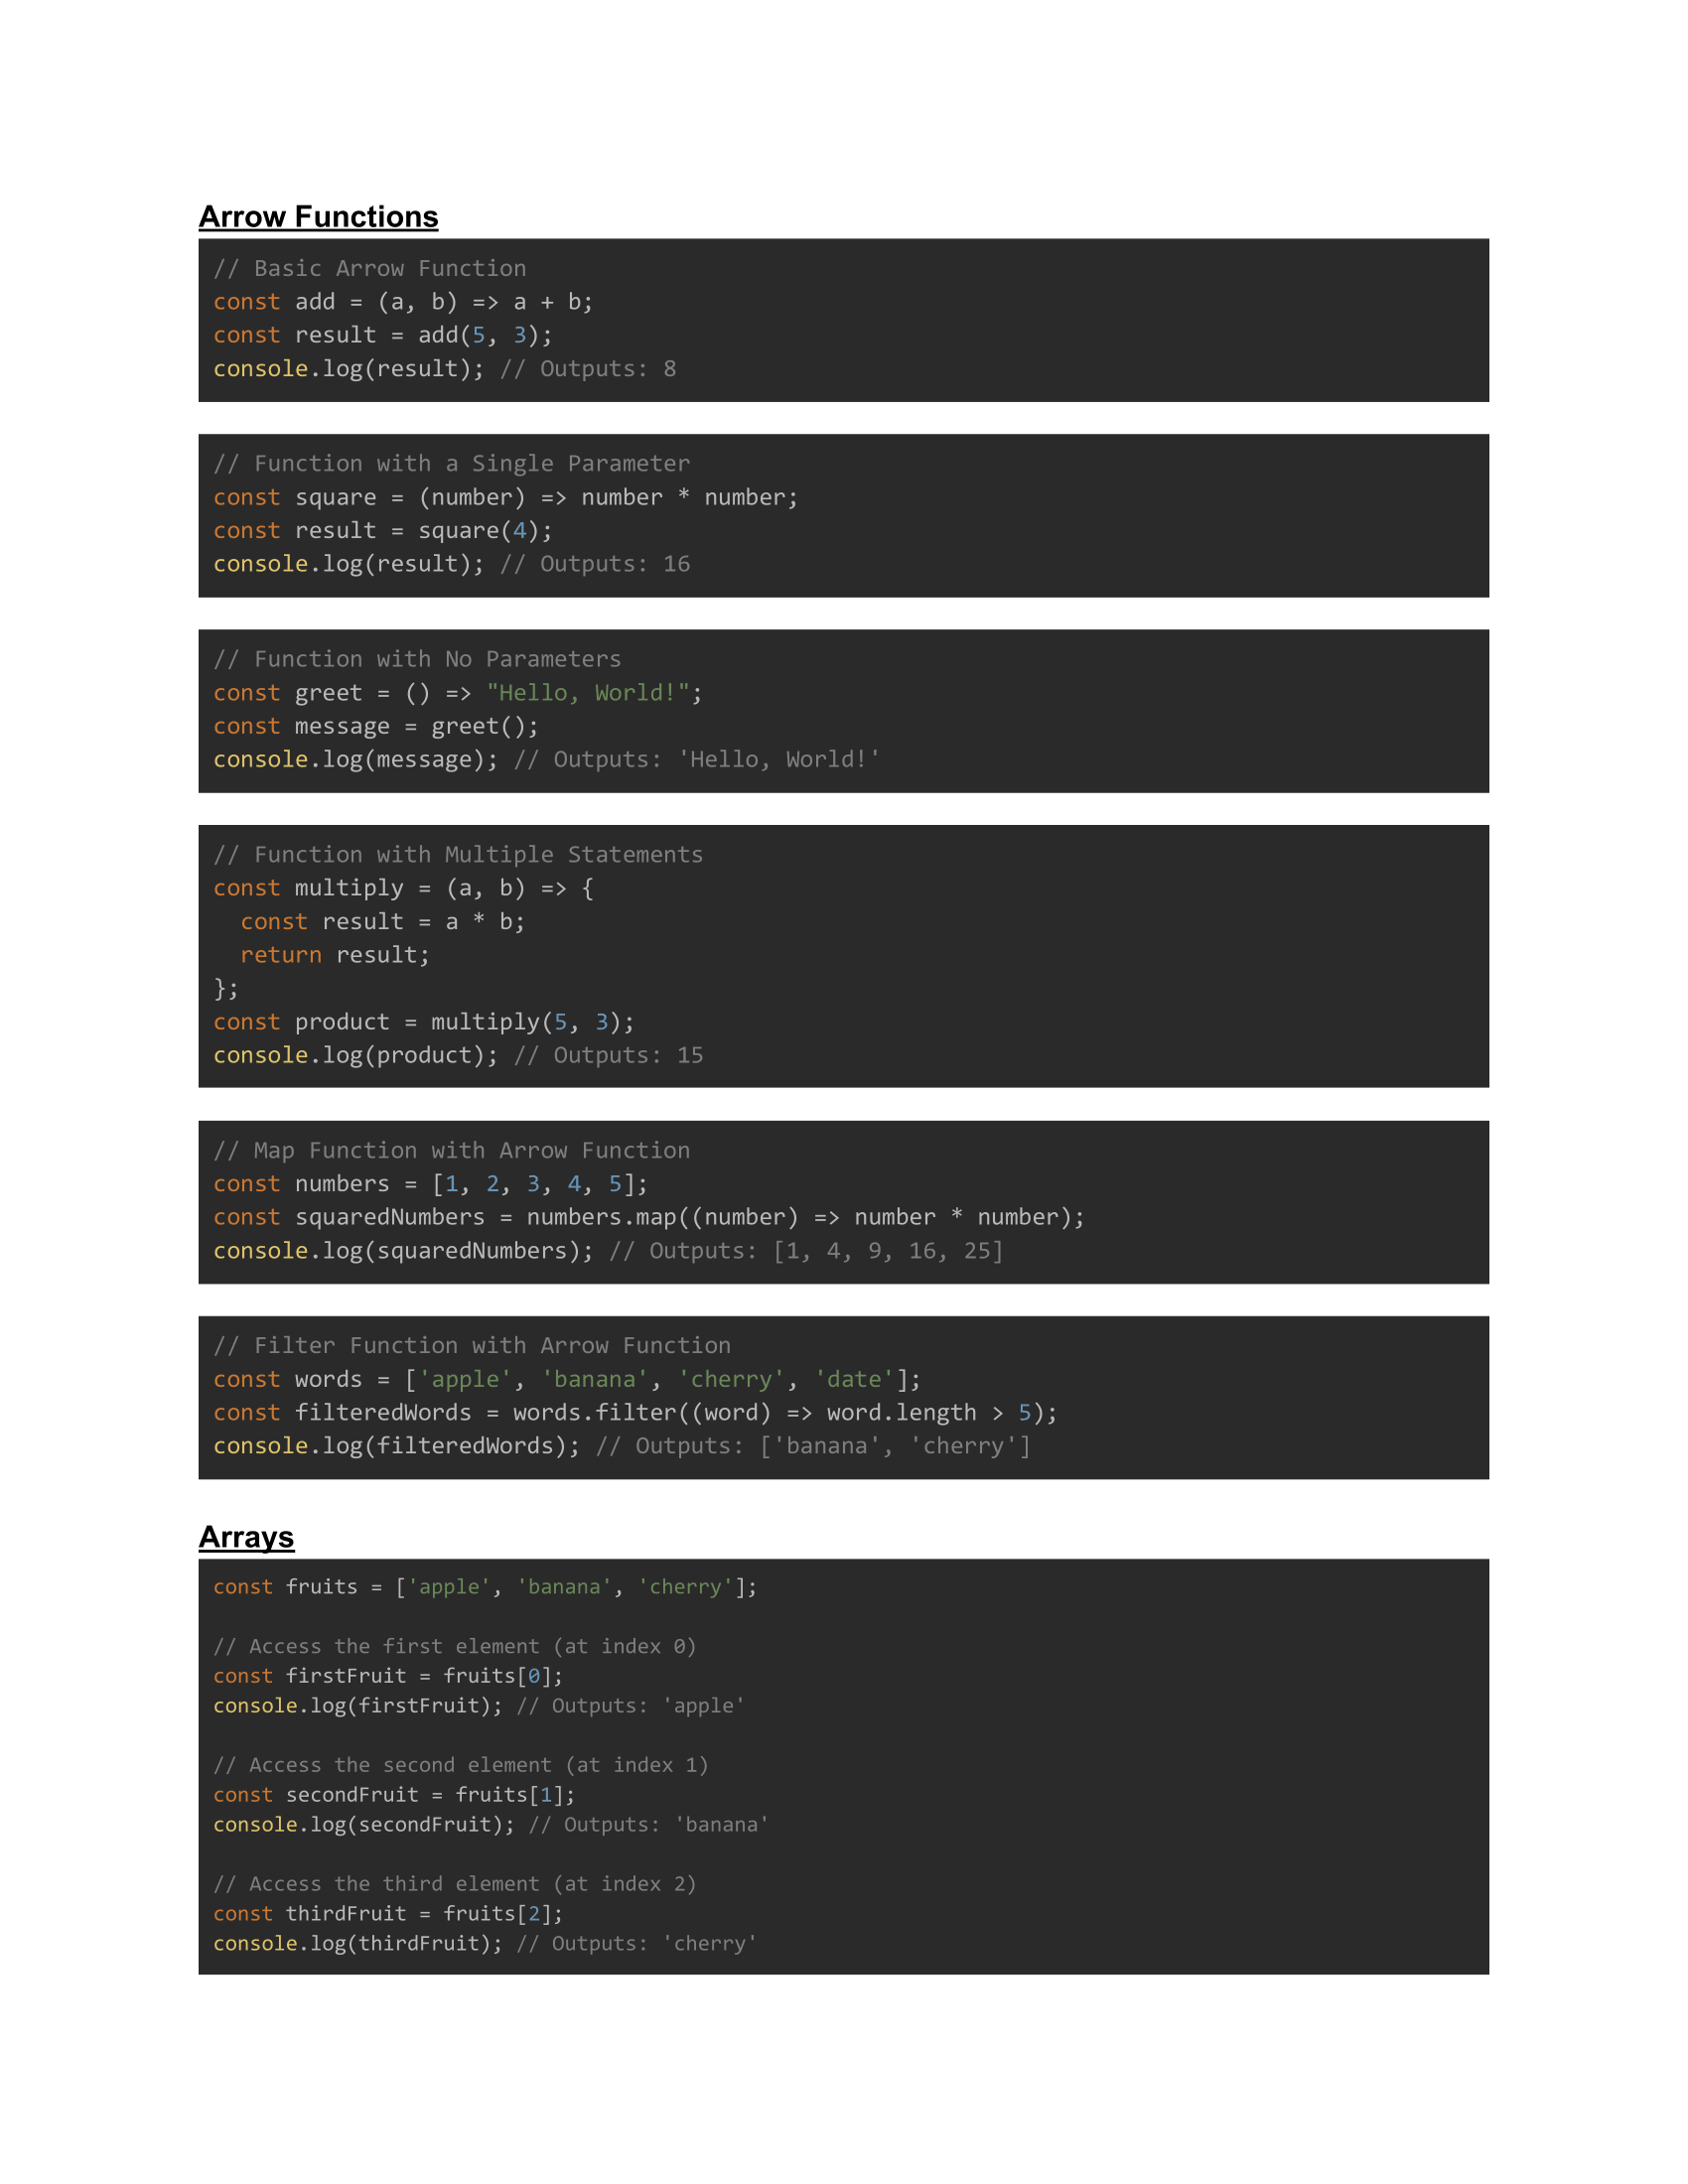 Arrow Functions
// Basic Arrow Function
const add = (a, b) => a + b;
const result = add(5, 3);
console.log(result); // Outputs: 8
// Function with a Single Parameter
const square = (number) => number * number;
const result = square(4);
console.log(result); // Outputs: 16
// Function with No Parameters
const greet = () => "Hello, World!";
const message = greet();
console.log(message); // Outputs: 'Hello, World!'
// Function with Multiple Statements
const multiply = (a, b) => {
  const result = a * b;
  return result;
};
const product = multiply(5, 3);
console.log(product); // Outputs: 15
// Map Function with Arrow Function
const numbers = [1, 2, 3, 4, 5];
const squaredNumbers = numbers.map((number) => number * number);
console.log(squaredNumbers); // Outputs: [1, 4, 9, 16, 25]
// Filter Function with Arrow Function
const words = ['apple', 'banana', 'cherry', 'date'];
const filteredWords = words.filter((word) => word.length > 5);
console.log(filteredWords); // Outputs: ['banana', 'cherry']
Arrays
const fruits = ['apple', 'banana', 'cherry'];
// Access the first element (at index 0)
const firstFruit = fruits[0];
console.log(firstFruit); // Outputs: 'apple'
// Access the second element (at index 1)
const secondFruit = fruits[1];
console.log(secondFruit); // Outputs: 'banana'
// Access the third element (at index 2)
const thirdFruit = fruits[2];
console.log(thirdFruit); // Outputs: 'cherry'